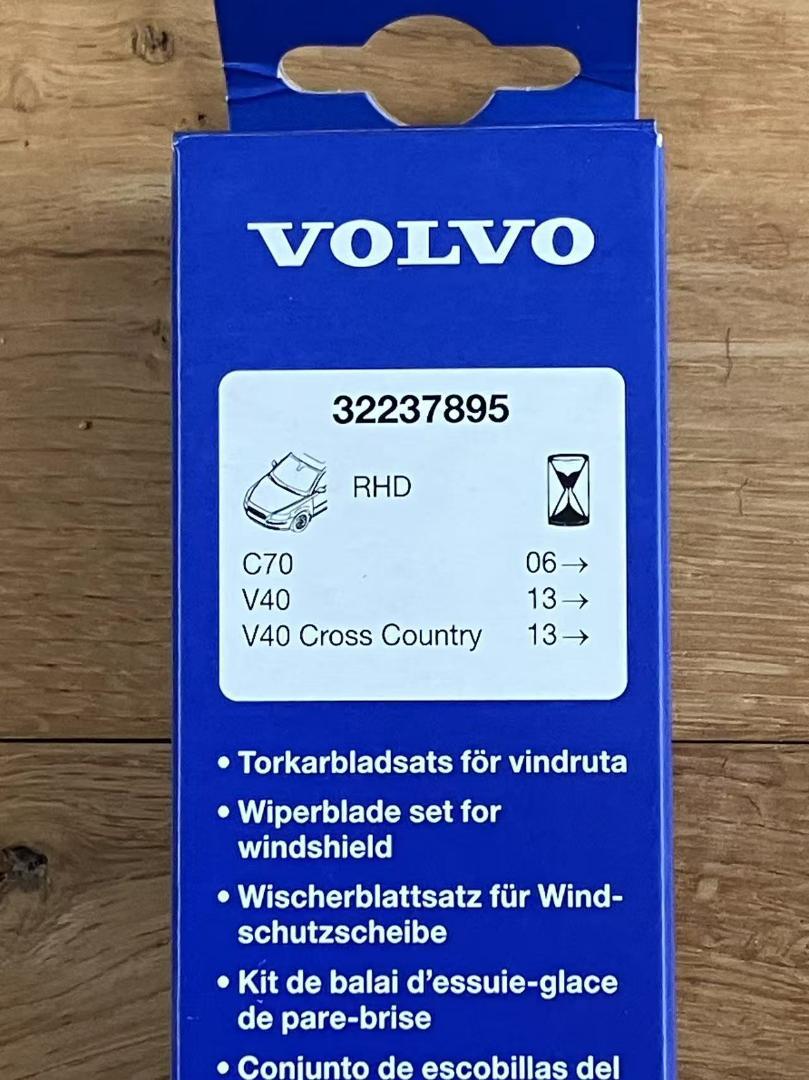 VOLVO
32237895
RHD
C70 06→
V40 13→
V40 Cross Country 13→
• Torkarbladsats för vindruta
• Wiperblade set for
windshield
• Wischerblattsatz für Wind-
schutzscheibe
• Kit de balai d’essuie-glace
de pare-brise
• Conjunto de escobillas del